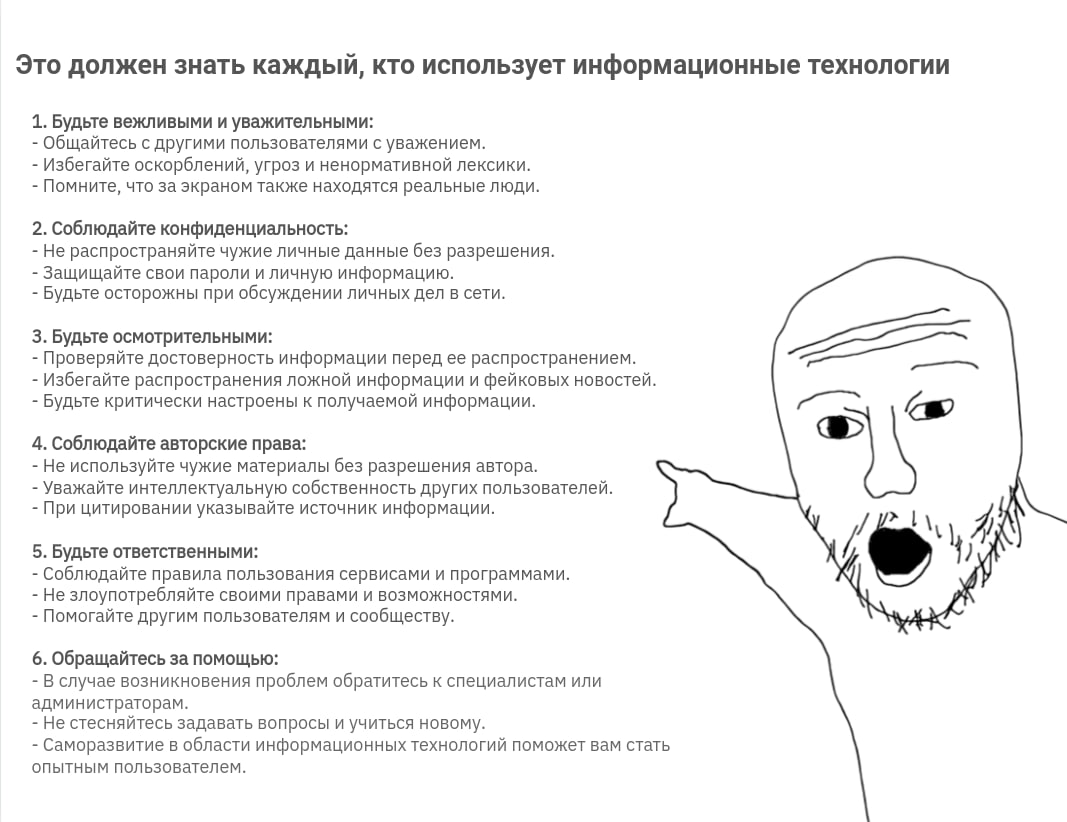 Это должен знать каждый, кто использует информационные технологии
1. Будьте вежливыми и уважительными:
- Общайтесь с другими пользователями с уважением.
- Избегайте оскорблений, угроз и ненормативной лексики.
- Помните, что за экраном также находятся реальные люди.
2. Соблюдайте конфиденциальность:
- Не распространяйте чужие личные данные без разрешения.
- Защищайте свои пароли и личную информацию.
- Будьте осторожны при обсуждении личных дел в сети.
3. Будьте осмотрительными:
- Проверяйте достоверность информации перед ее распространением.
- Избегайте распространения ложной информации и фейковых новостей.
- Будьте критически настроены к получаемой информации.
4. Соблюдайте авторские права:
- Не используйте чужие материалы без разрешения автора.
- Уважайте интеллектуальную собственность других пользователей.
- При цитировании указывайте источник информации.
5. Будьте ответственными:
- Соблюдайте правила пользования сервисами и программами.
- Не злоупотребляйте своими правами и возможностями.
- Помогайте другим пользователям и сообществу.
6. Обращайтесь за помощью:
- В случае возникновения проблем обратитесь к специалистам или
администраторам.
- Не стесняйтесь задавать вопросы и учиться новому.
- Саморазвитие в области информационных технологий поможет вам стать
опытным пользователем.